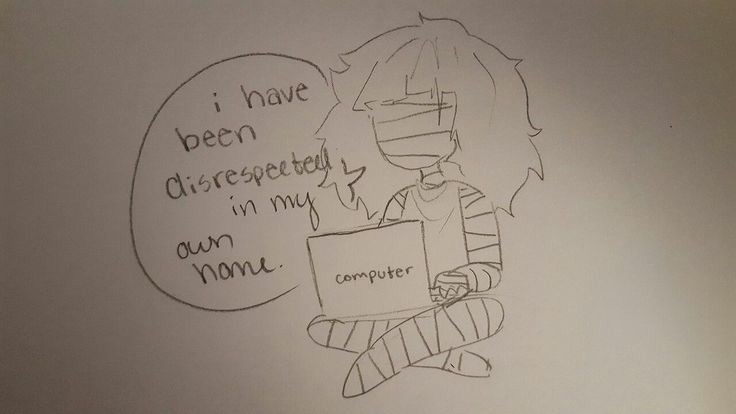 i have
been
disrespected
in my
own
home.
computer